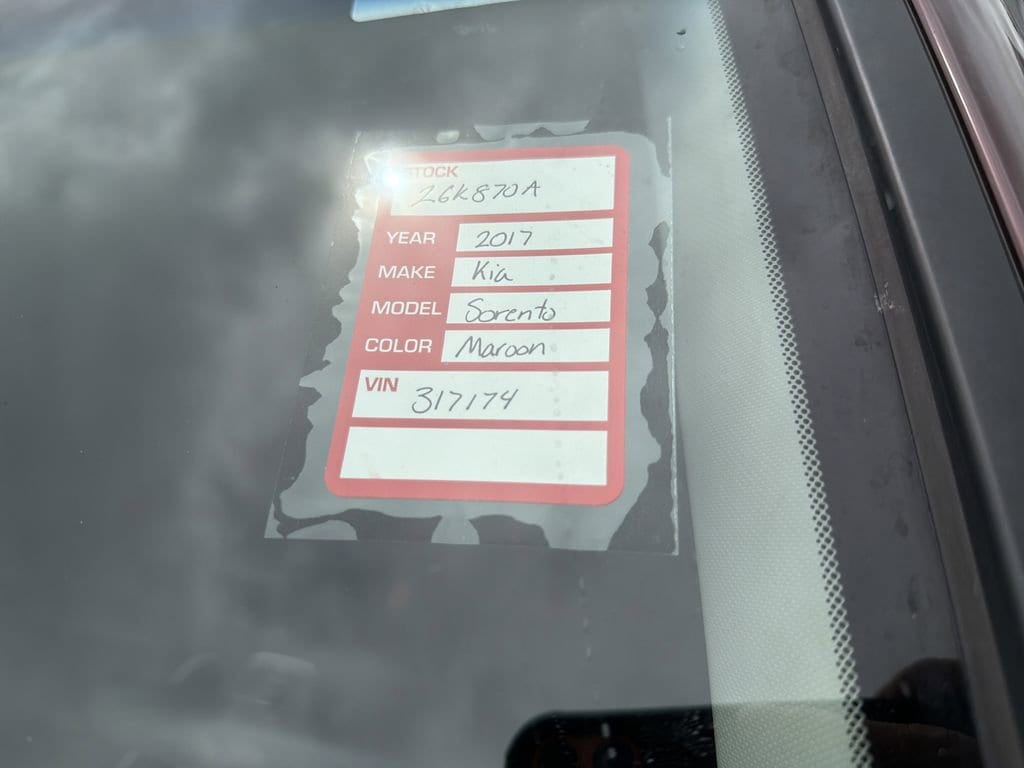 STOCK
26K870A
YEAR 2017
MAKE Kia
MODEL Sorento
COLOR Maroon
VIN 317174